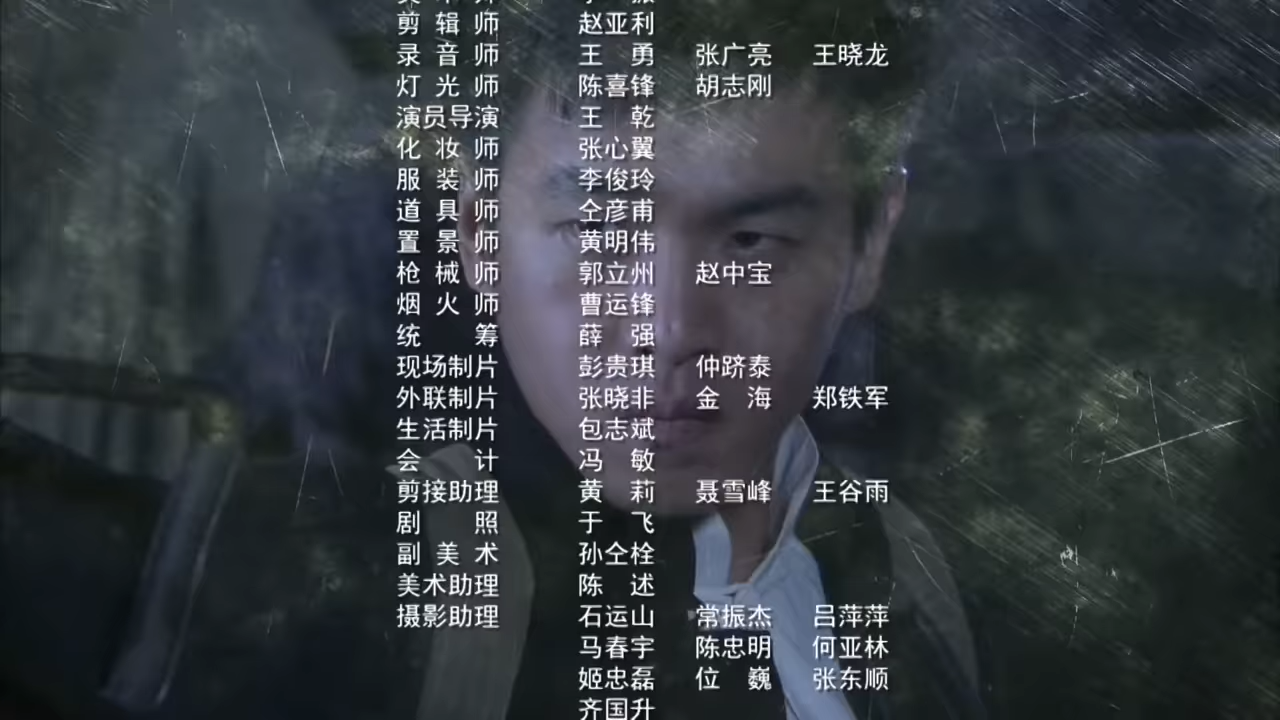 剪辑师 赵亚利
录音师 王勇 张广亮 王晓龙
灯光师 陈喜锋 胡志刚
演员导演 王乾
化妆师 张心翼
服装师 李俊玲
道具师 仝彦甫
置景师 黄明伟
枪械师 郭立州 赵中宝
烟火师 曹运锋
统筹 薛强
现场制片 彭贵琪 仲跻泰
外联制片 张晓非 金海 郑铁军
生活制片 包志斌
会计 冯敏
剪接助理 黄莉 聂雪峰 王谷雨
剧照 于飞
副美术 孙仝栓
美术助理 陈述
摄影助理 石运山 常振杰 吕萍萍
马春宇 陈忠明 何亚林
姬忠磊 位巍 张东顺
齐国升